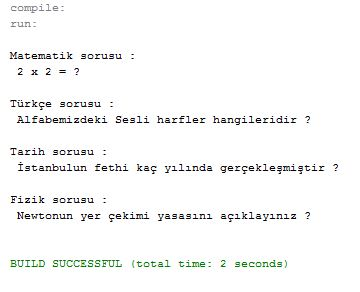 compile:
run:
Matematik sorusu :
2 x 2 = ?
Türkçe sorusu :
Alfabemizdeki Sesli harfler hangileridir ?
Tarih sorusu :
İstanbulun fethi kaç yılında gerçekleşmiştir ?
Fizik sorusu :
Newtonun yer çekimi yasasını açıklayınız ?
BUILD SUCCESSFUL (total time: 2 seconds)